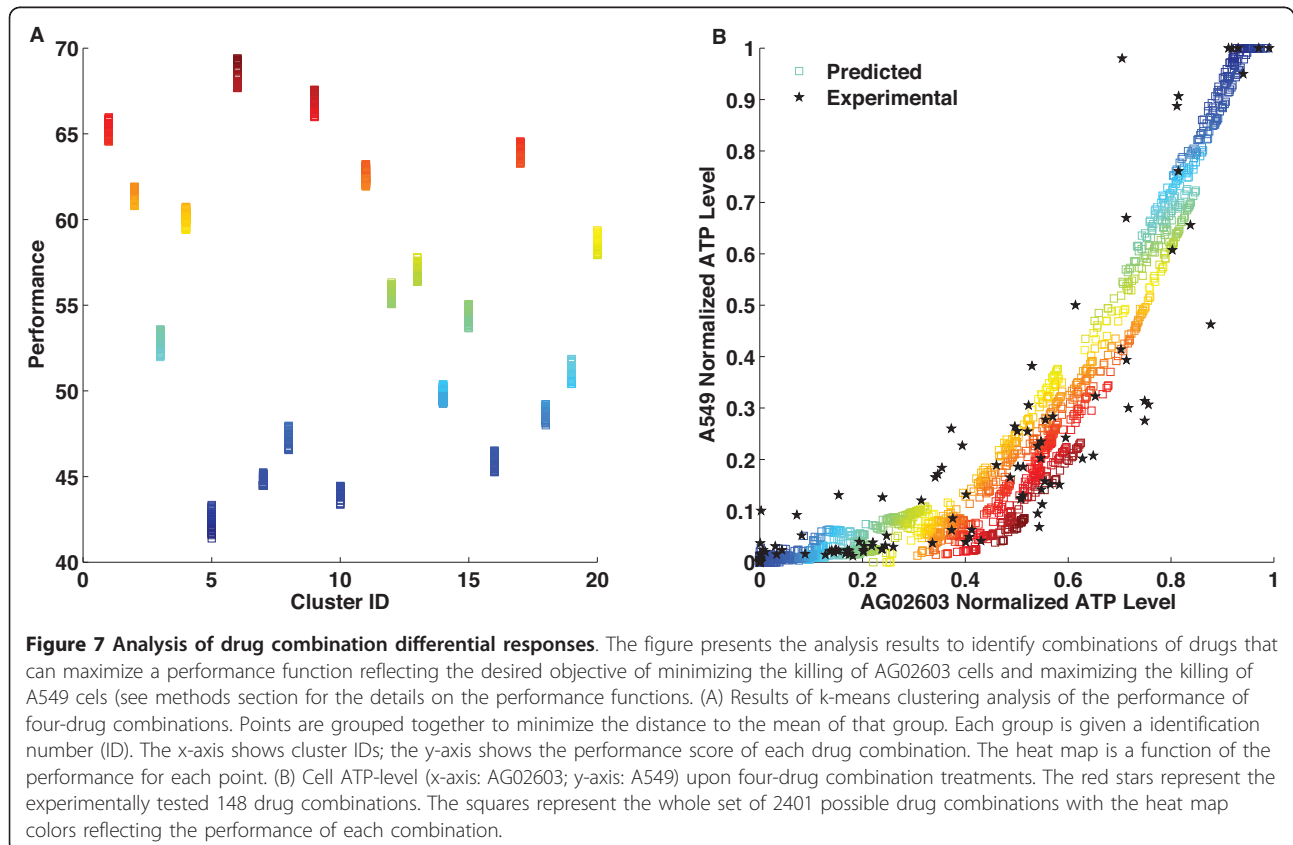 A
70
65
60
55
50
45
40
Performance
0
5
10
15
20
Cluster ID
B
1
0.9
0.8
0.7
0.6
0.5
0.4
0.3
0.2
0.1
0
A549 Normalized ATP Level
Predicted
Experimental
0
0.2
0.4
0.6
0.8
1
AG02603 Normalized ATP Level
Figure 7 Analysis of drug combination differential responses. The figure presents the analysis results to identify combinations of drugs that
can maximize a performance function reflecting the desired objective of minimizing the killing of AG02603 cells and maximizing the killing of
A549 cels (see methods section for the details on the performance functions. (A) Results of k-means clustering analysis of the performance of
four-drug combinations. Points are grouped together to minimize the distance to the mean of that group. Each group is given a identification
number (ID). The x-axis shows cluster IDs; the y-axis shows the performance score of each drug combination. The heat map is a function of the
performance for each point. (B) Cell ATP-level (x-axis: AG02603; y-axis: A549) upon four-drug combination treatments. The red stars represent the
experimentally tested 148 drug combinations. The squares represent the whole set of 2401 possible drug combinations with the heat map
colors reflecting the performance of each combination.